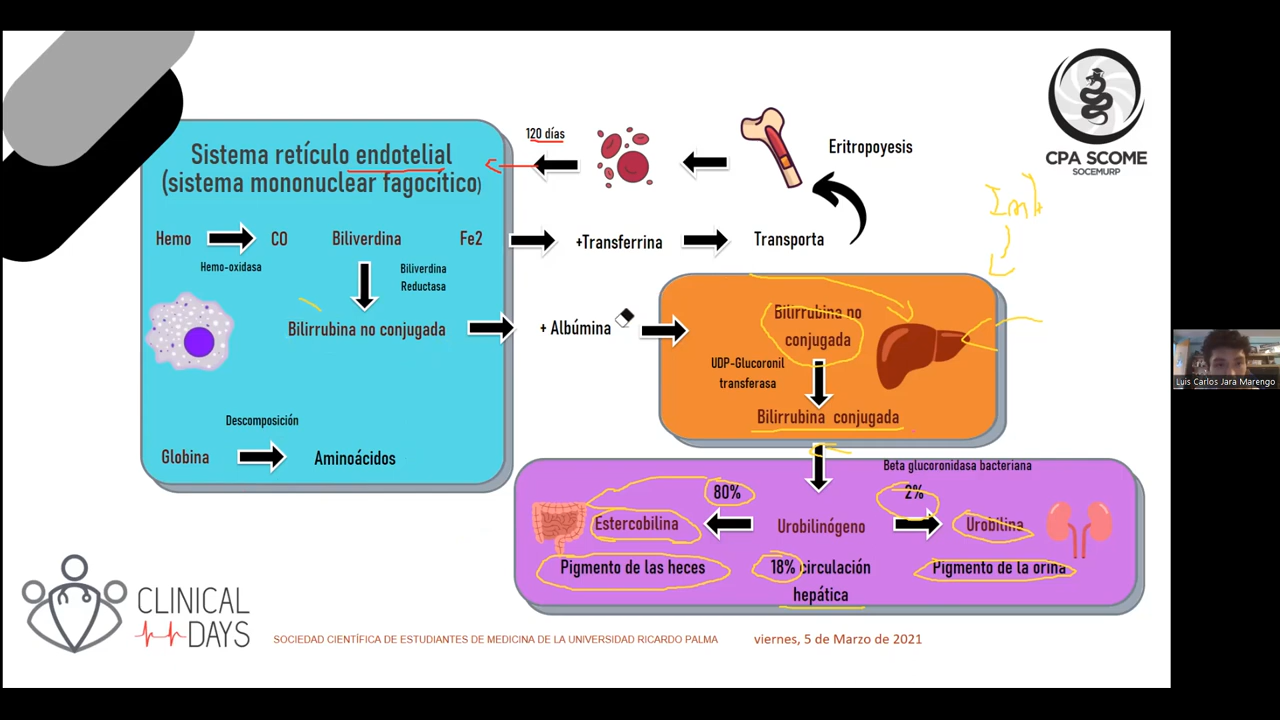 CPA SCOME
SOCEMURP
Sistema retículo endotelial
(sistema mononuclear fagocítico)
120 días
Eritropoyesis
Hemo
CO
Biliverdina
Fe2
+Transferrina
Transporta
Hemo-oxidasa
Biliverdina
Reductasa
Bilirrubina no conjugada
+ Albúmina
Bilirrubina no
conjugada
UDP-Glucoronil
transferasa
Bilirrubina conjugada
Descomposición
Globina
Aminoácidos
Beta glucoronidasa bacteriana
80%
2%
Estercobilina
Urobilinógeno
Urobilina
Pigmento de las heces
18% circulación
hepática
Pigmento de la orina
CLINICAL
DAYS
SOCIEDAD CIENTÍFICA DE ESTUDIANTES DE MEDICINA DE LA UNIVERSIDAD RICARDO PALMA
viernes, 5 de Marzo de 2021
Luis Carlos Jara Marengo